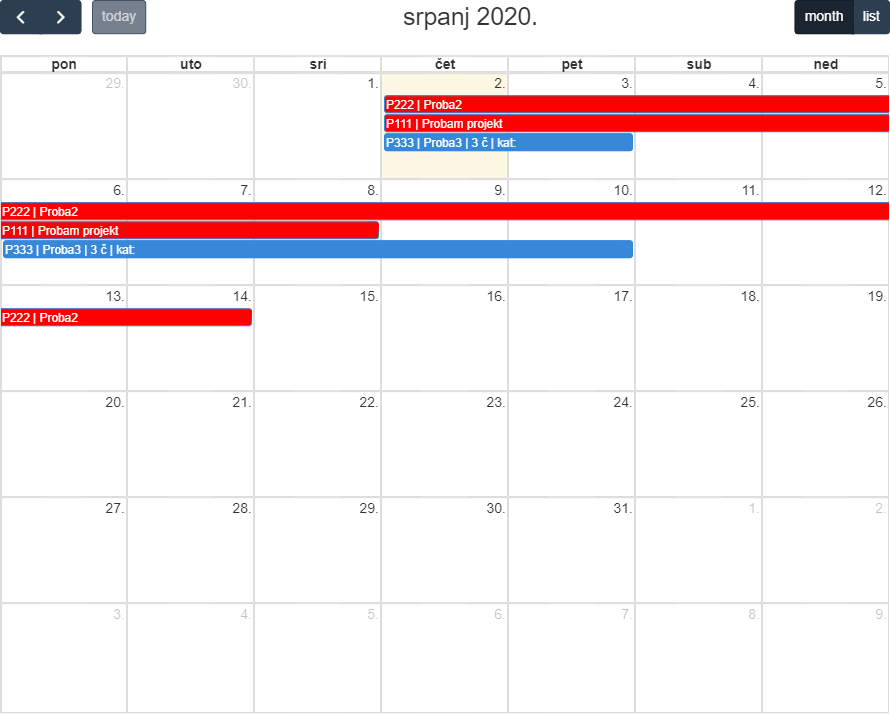 today srpanj 2020. month list
pon uto sri čet pet sub ned
29. 30. 1. 2. 3. 4. 5.
P222 | Proba2
P111 | Probam projekt
P333 | Proba3 | 3 č | kat:
6. 7. 8. 9. 10. 11. 12.
P222 | Proba2
P111 | Probam projekt
P333 | Proba3 | 3 č | kat:
13. 14. 15. 16. 17. 18. 19.
P222 | Proba2
20. 21. 22. 23. 24. 25. 26.
27. 28. 29. 30. 31. 1. 2.
3. 4. 5. 6. 7. 8. 9.